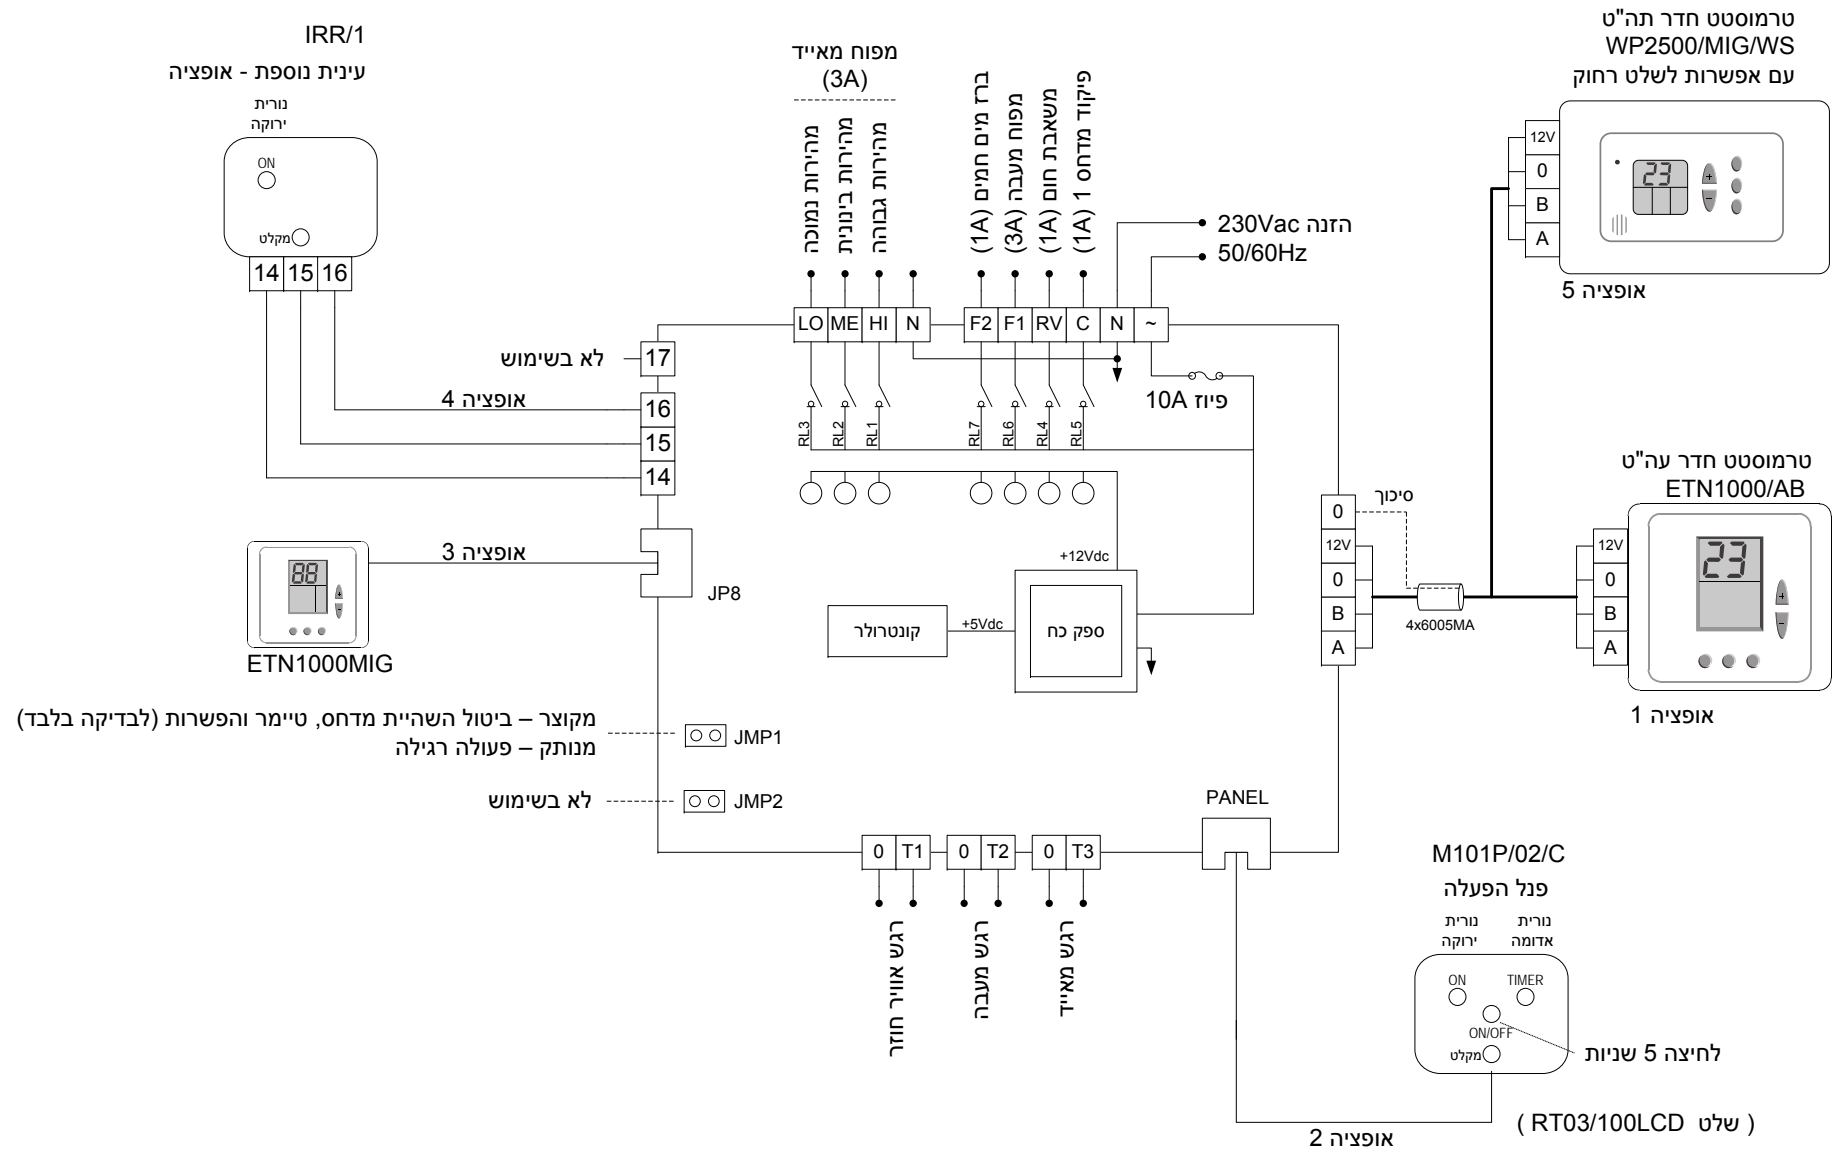 IRR/1
עינית נוספת - אופציה
נורית
ירוקה
ON
מקלט
14 15 16
מפוח מאייד
(3A)
מהירות נמוכה
מהירות בינונית
מהירות גבוהה
ברז מים חמים (1A)
מפוח מעבה (3A)
משאבת חום (1A)
פיקוד מדחס 1 (1A)
הזנה 230Vac
50/60Hz
LO ME HI N
F2 F1 RV C N ~
פיוז 10A
RL3 RL2 RL1 RL7 RL6 RL4 RL5
טרמוסטט חדר תה"ט
WP2500/MIG/WS
עם אפשרות לשלט רחוק
12V
0
B
A
23
+
-
אופציה 5
לא בשימוש
17
אופציה 4
16
15
14
אופציה 3
JP8
88
+
-
ETN1000MIG
+12Vdc
ספק כח
+5Vdc
קונטרולר
סיכוך
0
12V
0
B
A
4x6005MA
טרמוסטט חדר עה"ט
ETN1000/AB
12V
0
B
A
23
+
-
אופציה 1
מקוצר – ביטול השהיית מדחס, טיימר והפשרות (לבדיקה בלבד)
מנותק – פעולה רגילה
JMP1
לא בשימוש
JMP2
0 T1 0 T2 0 T3
רגש אוויר חוזר
רגש מעבה
רגש מאייד
PANEL
M101P/02/C
פנל הפעלה
נורית
אדומה
נורית
ירוקה
ON
TIMER
ON/OFF
מקלט
לחיצה 5 שניות
( שלט RT03/100LCD )
אופציה 2